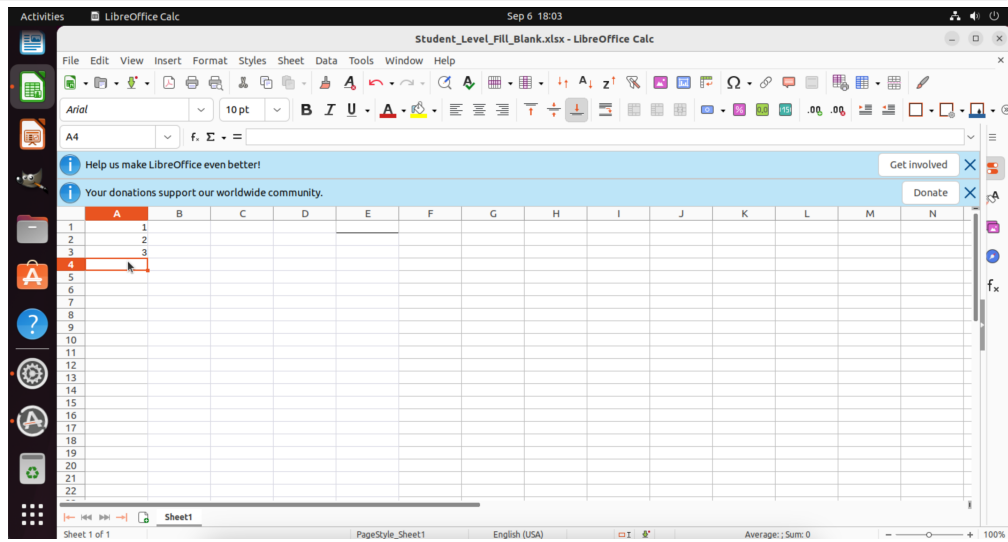 Activities LibreOffice Calc Sep 6 18:03
Student_Level_Fill_Blank.xlsx - LibreOffice Calc
File Edit View Insert Format Styles Sheet Data Tools Window Help
Arial 10 pt B I U A
A4 fx Σ =
Help us make LibreOffice even better! Get involved
Your donations support our worldwide community. Donate
A B C D E F G H I J K L M N
1 1
2 2
3 3
4
5
6
7
8
9
10
11
12
13
14
15
16
17
18
19
20
21
22
Sheet1
Sheet 1 of 1 PageStyle_Sheet1 English (USA) Average: ; Sum: 0 100%